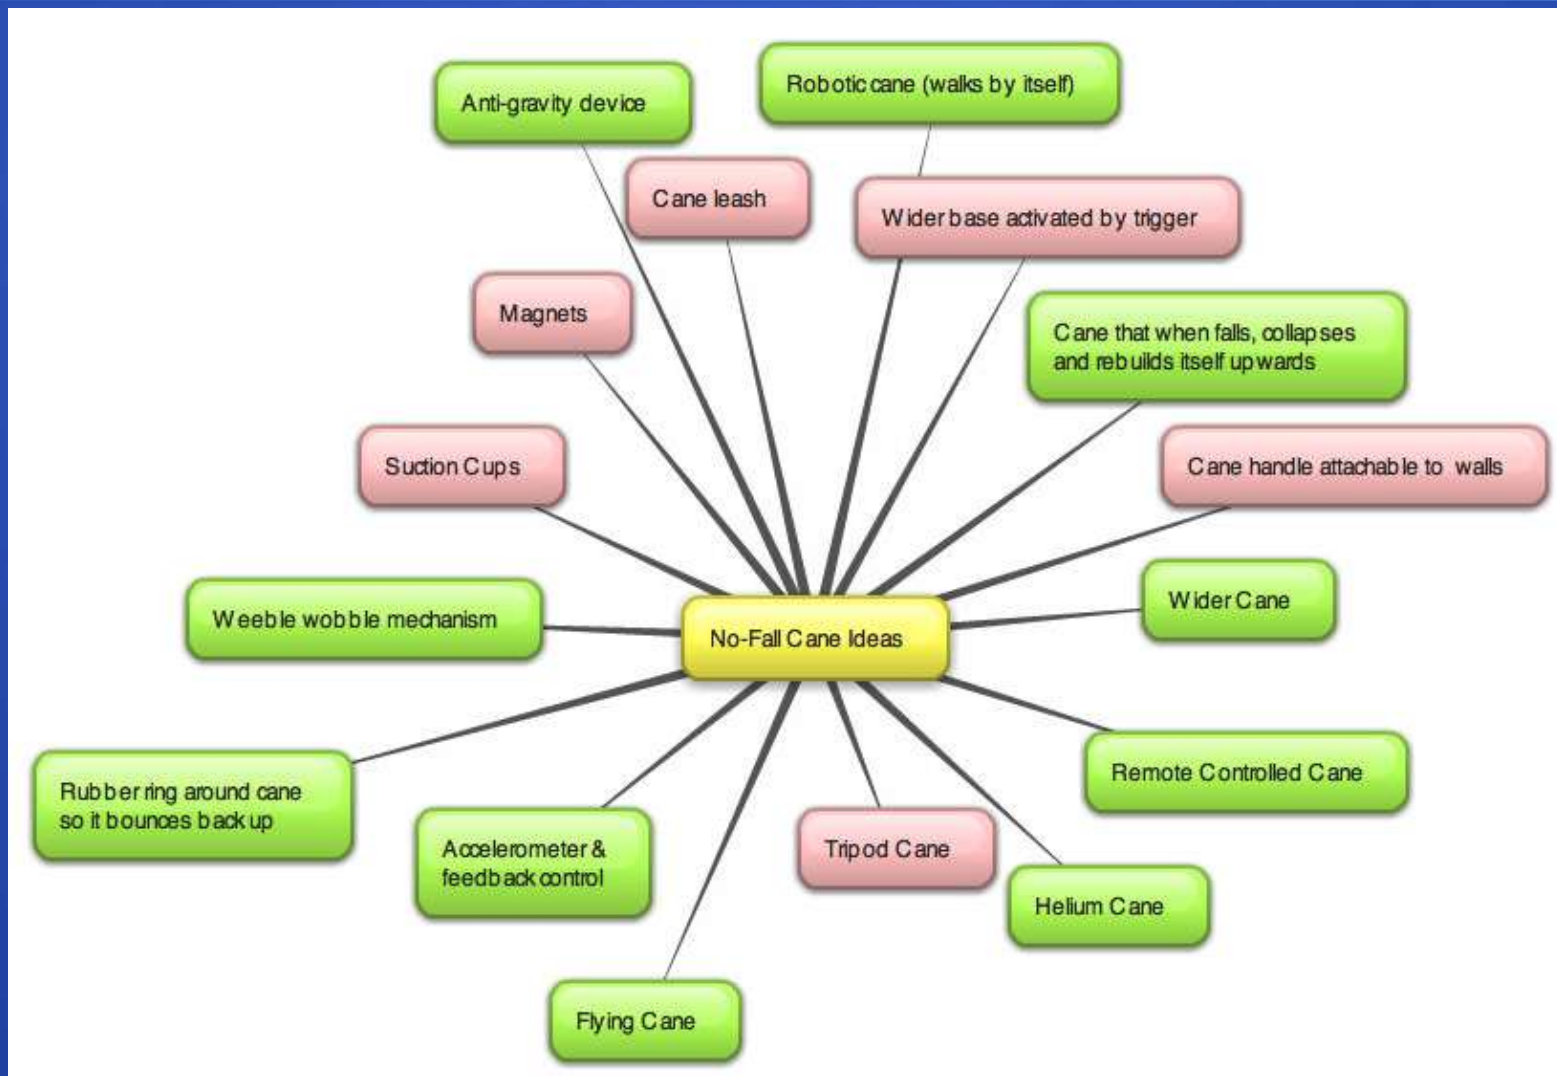 Anti-gravity device
Robotic cane (walks by itself)
Cane leash
Wider base activated by trigger
Magnets
Cane that when falls, collapses
and rebuilds itself upwards
Suction Cups
Cane handle attachable to walls
Weeble wobble mechanism
Wider Cane
No-Fall Cane Ideas
Rubber ring around cane
so it bounces back up
Remote Controlled Cane
Accelerometer &
feedback control
Tripod Cane
Helium Cane
Flying Cane